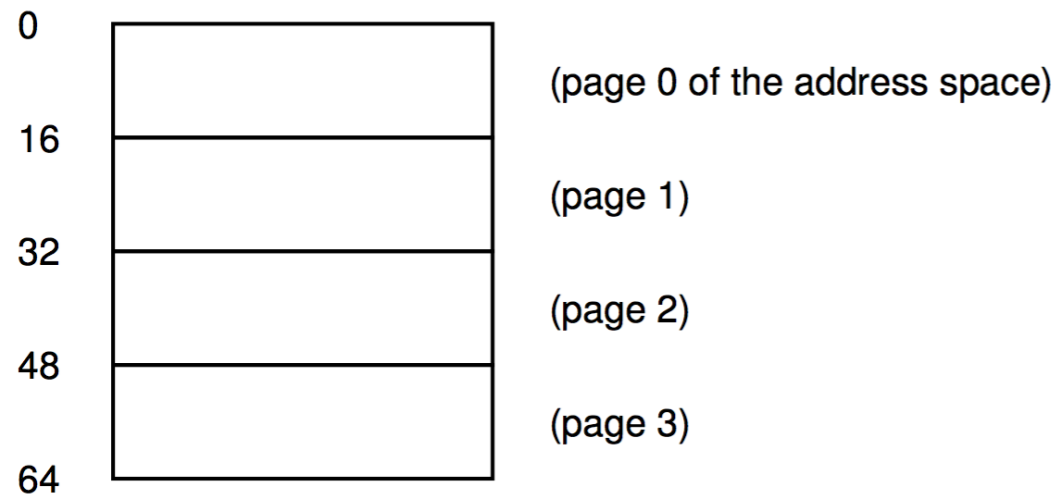 0
(page 0 of the address space)
16
(page 1)
32
(page 2)
48
(page 3)
64